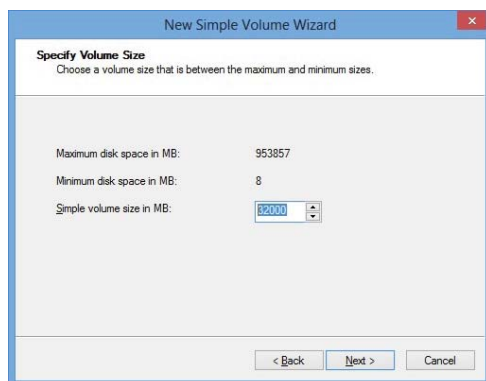 New Simple Volume Wizard
Specify Volume Size
Choose a volume size that is between the maximum and minimum sizes.
Maximum disk space in MB: 953857
Minimum disk space in MB: 8
Simple volume size in MB: 32000
< Back Next > Cancel